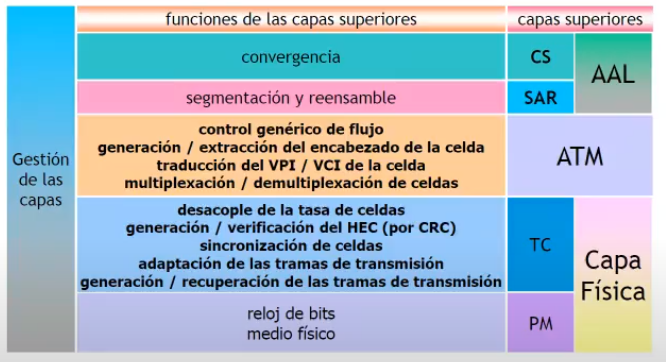 funciones de las capas superiores
capas superiores
convergencia
CS
AAL
segmentación y reensamble
SAR
Gestión
de las
capas
control genérico de flujo
generación / extracción del encabezado de la celda
traducción del VPI / VCI de la celda
multiplexación / demultiplexación de celdas
ATM
desacople de la tasa de celdas
generación / verificación del HEC (por CRC)
sincronización de celdas
adaptación de las tramas de transmisión
generación / recuperación de las tramas de transmisión
TC
Capa
Física
reloj de bits
medio físico
PM